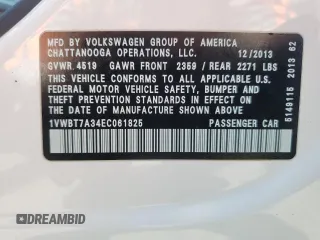 MFD. BY VOLKSWAGEN GROUP OF AMERICA
CHATTANOOGA OPERATIONS, LLC. 12/2013
GVWR. 4519 GAWR FRONT 2359 / REAR 2271 LBS
THIS VEHICLE CONFORMS TO ALL APPLICABLE U.S.
FEDERAL MOTOR VEHICLE SAFETY, BUMPER AND
THEFT PREVENTION STANDARDS IN EFFECT ON THE
DATE OF MANUFACTURE SHOWN ABOVE.
1VWBT7A34EC061825 PASSENGER CAR
5149115 2013 62
DREAMBID